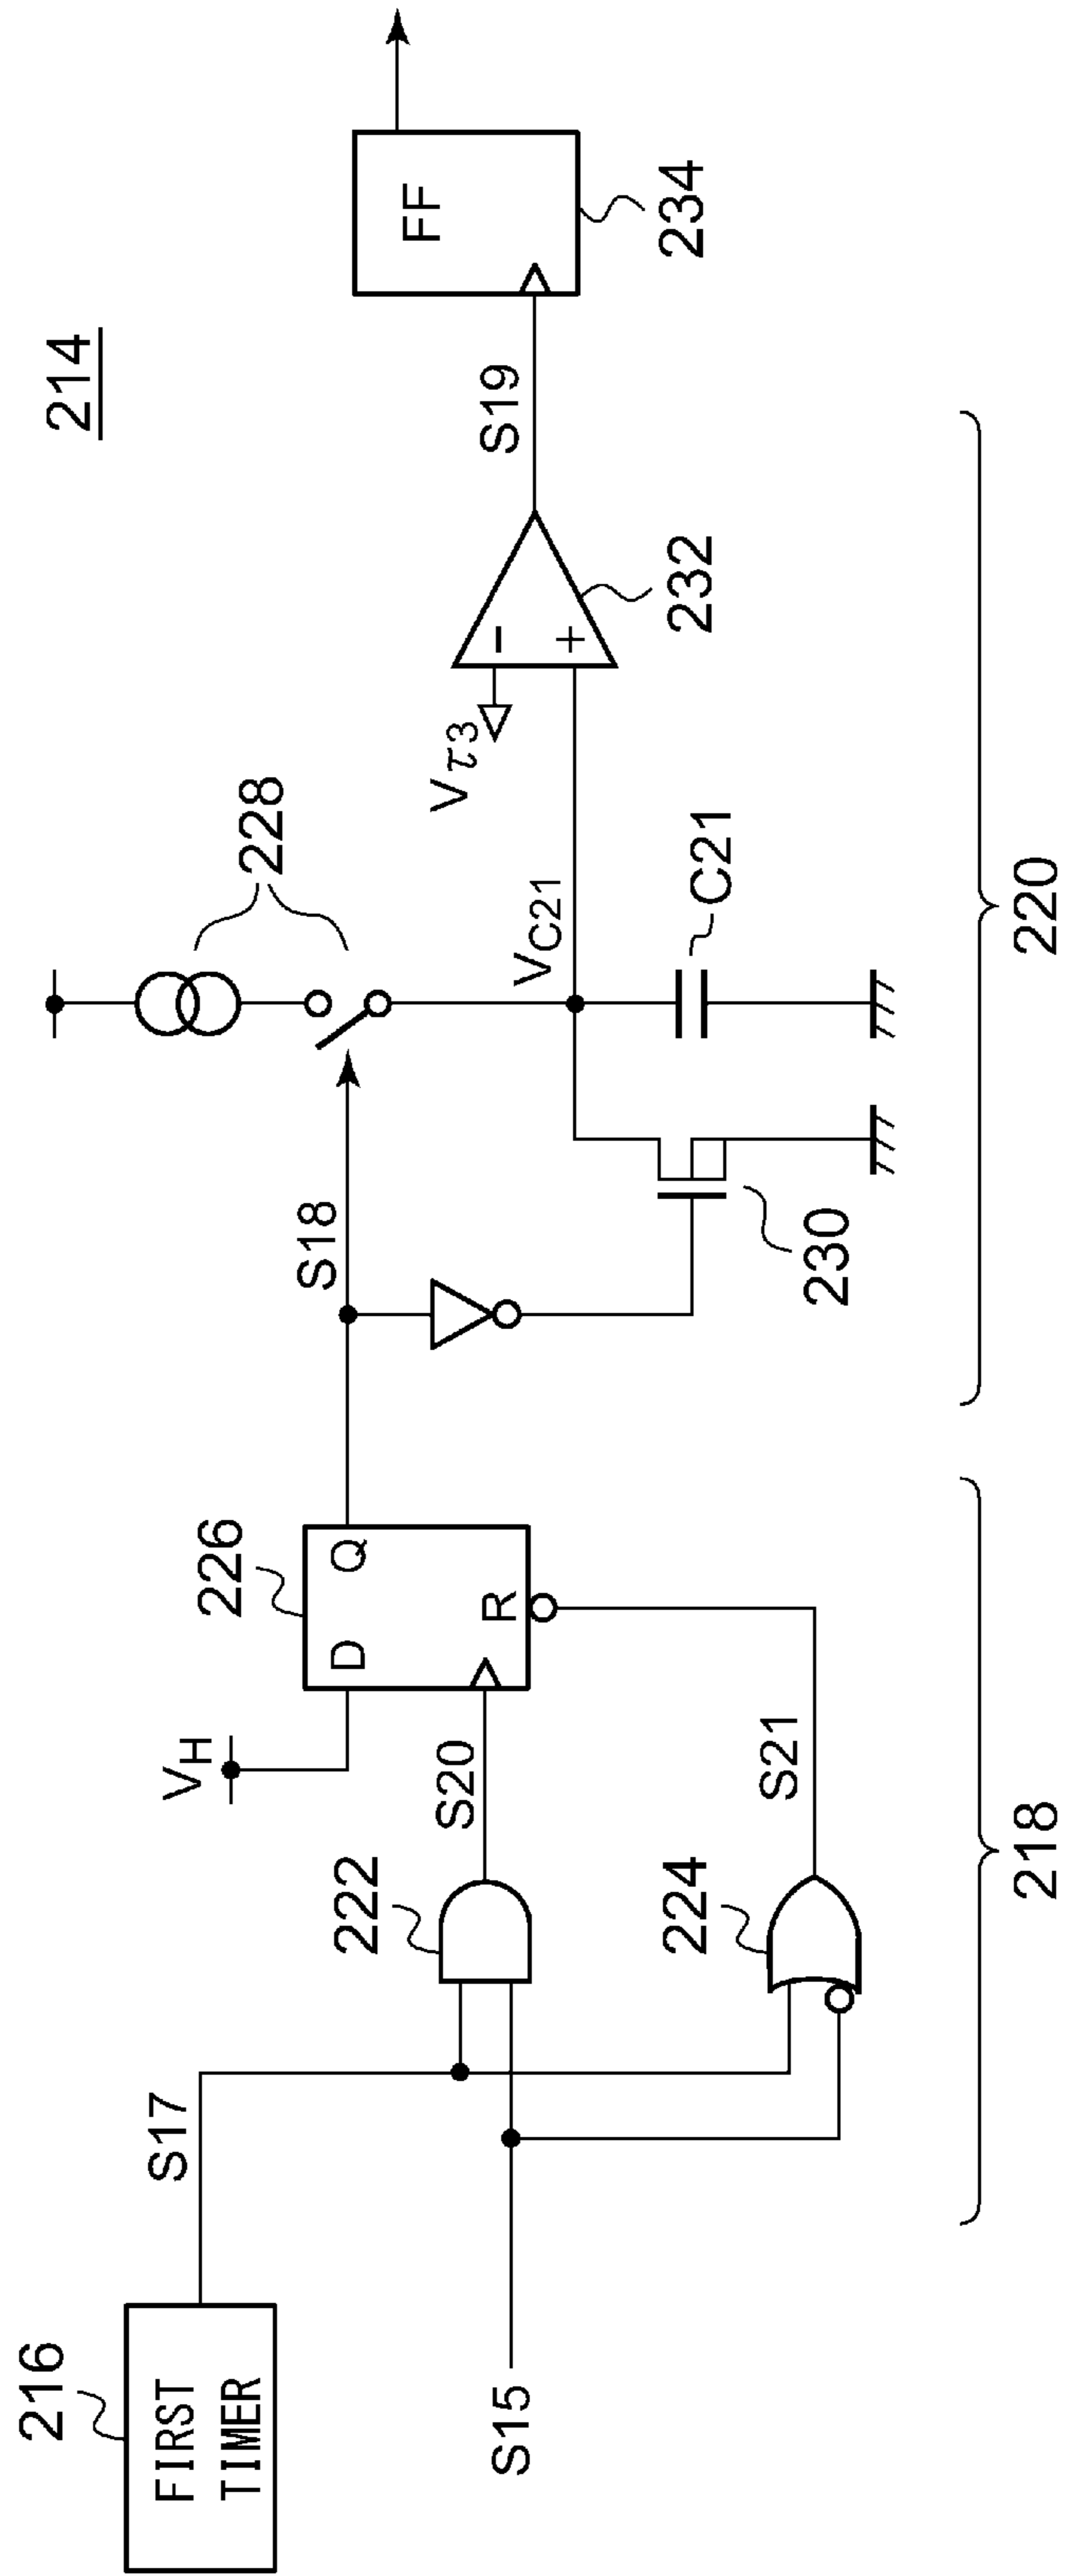 214
216
FIRST
TIMER
S17
S15
222
224
S20
S21
VH
226
D
Q
R
S18
230
228
VC21
C21
Vτ3
−
+
232
S19
FF
234
218
220